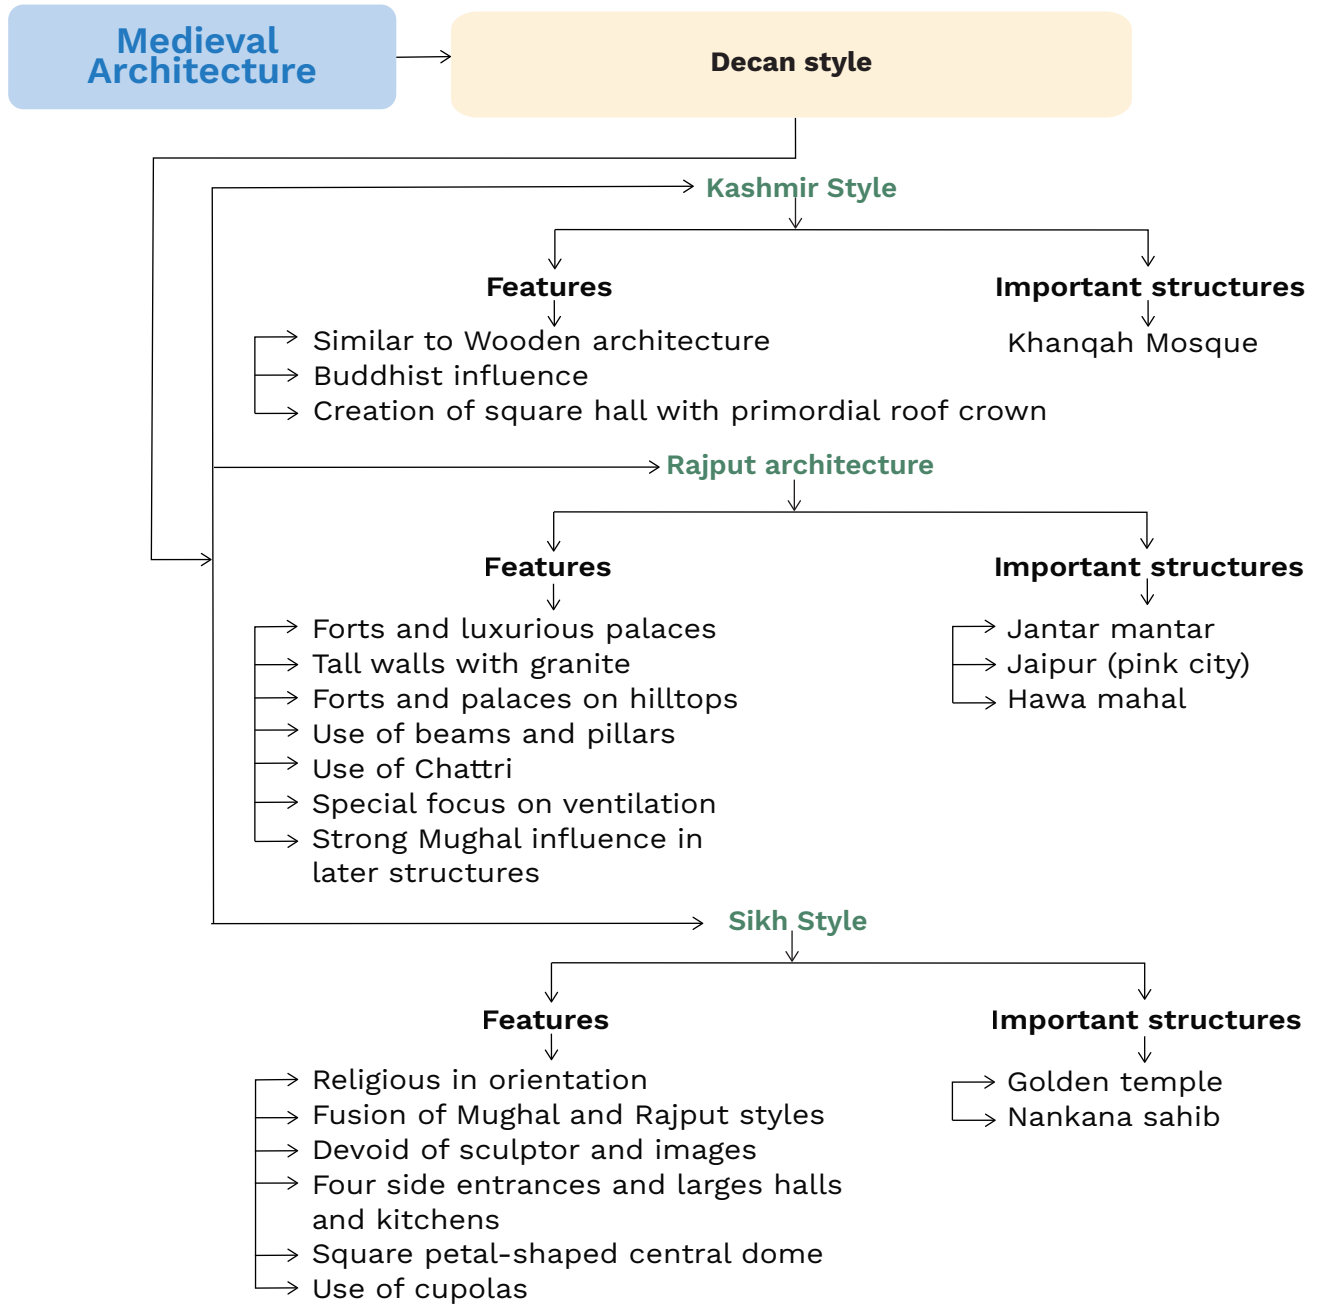 Medieval
Architecture
Decan style
Kashmir Style
Features
Important structures
Similar to Wooden architecture
Buddhist influence
Creation of square hall with primordial roof crown
Khanqah Mosque
Rajput architecture
Features
Important structures
Forts and luxurious palaces
Tall walls with granite
Forts and palaces on hilltops
Use of beams and pillars
Use of Chattri
Special focus on ventilation
Strong Mughal influence in
later structures
Jantar mantar
Jaipur (pink city)
Hawa mahal
Sikh Style
Features
Important structures
Religious in orientation
Fusion of Mughal and Rajput styles
Devoid of sculptor and images
Four side entrances and larges halls
and kitchens
Square petal-shaped central dome
Use of cupolas
Golden temple
Nankana sahib